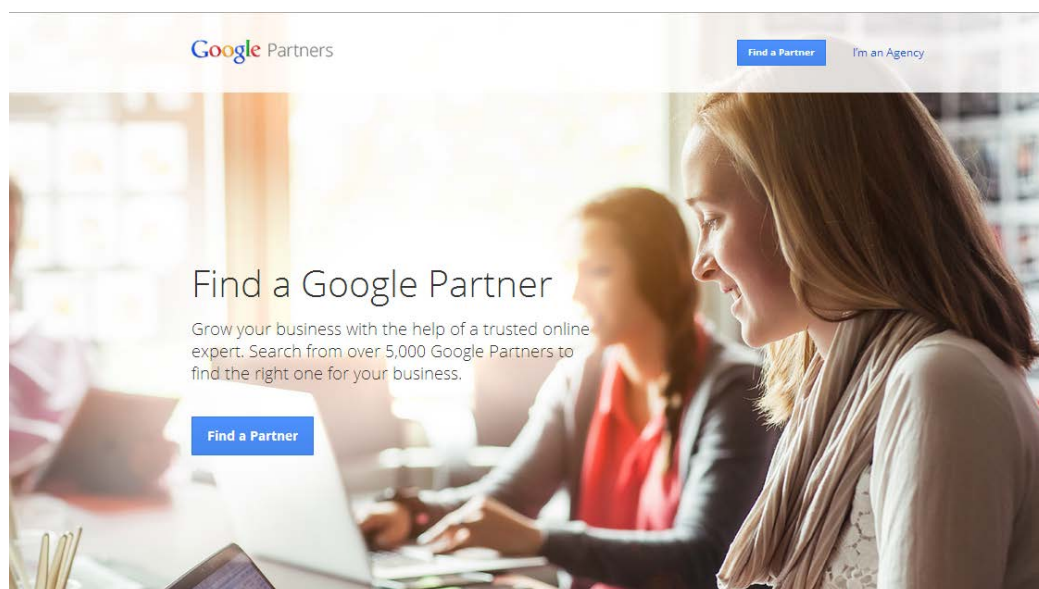 Google Partners
Find a Partner
I'm an Agency
Find a Google Partner
Grow your business with the help of a trusted online
expert. Search from over 5,000 Google Partners to
find the right one for your business.
Find a Partner